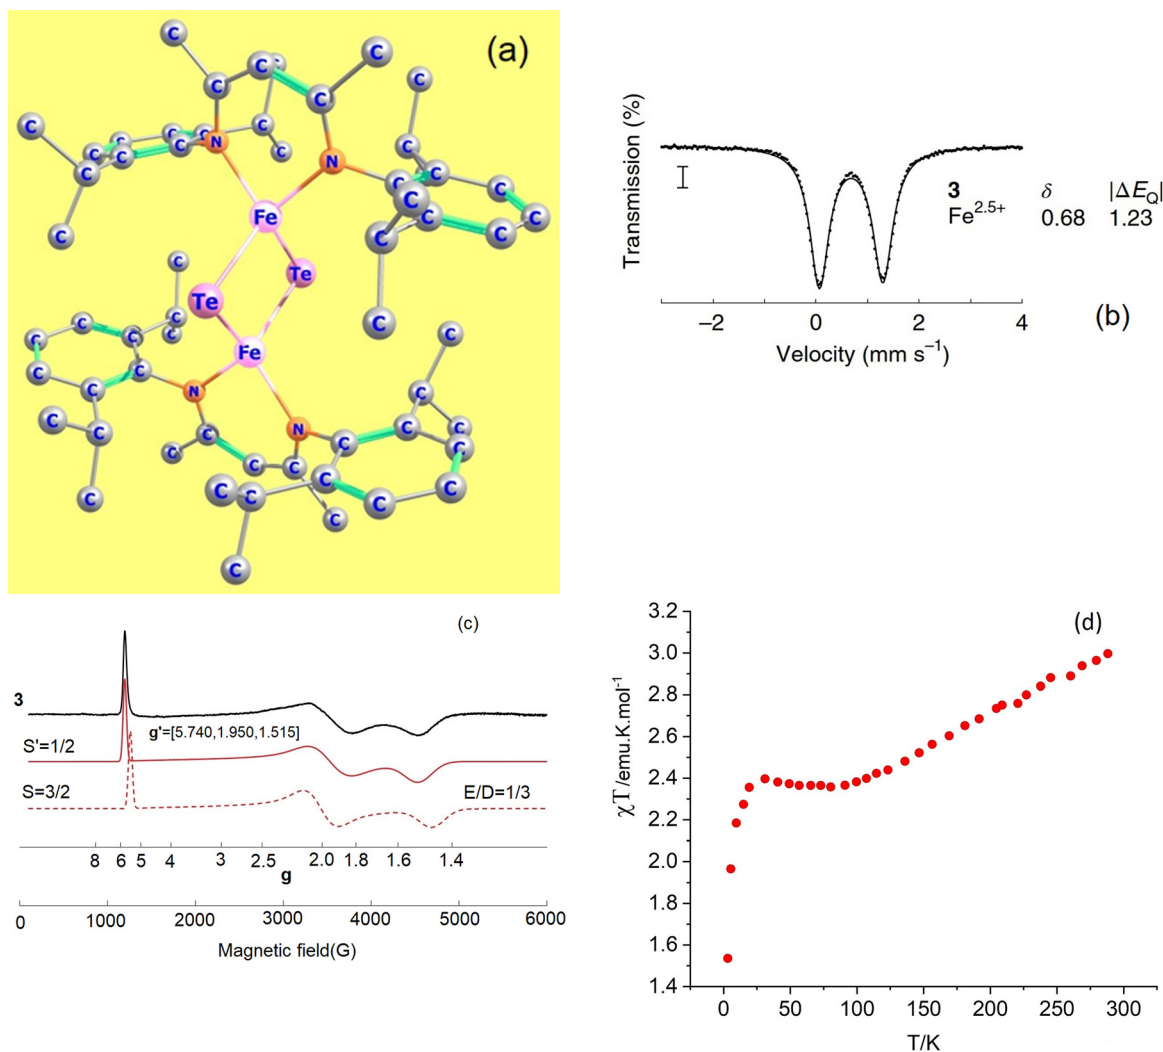 (a)
C C C C C C C C C C C C C N C C N C C C C C C C C C C Fe
Te Te
Fe
C C C C C C C C C N C N C C C C C C C C C C C C C C C C C C C
Transmission (%)
3 δ |ΔE_Q|
Fe2.5+ 0.68 1.23
−2 0 2 4
Velocity (mm s–1)
(b)
(c)
3
g'=[5.740,1.950,1.515]
S'=1/2
S=3/2 E/D=1/3
8 6 5 4 3 2.5 2.0 1.8 1.6 1.4
g
0 1000 2000 3000 4000 5000 6000
Magnetic field(G)
(d)
χT/emu.K.mol-1
3.2
3.0
2.8
2.6
2.4
2.2
2.0
1.8
1.6
1.4
0 50 100 150 200 250 300
T/K